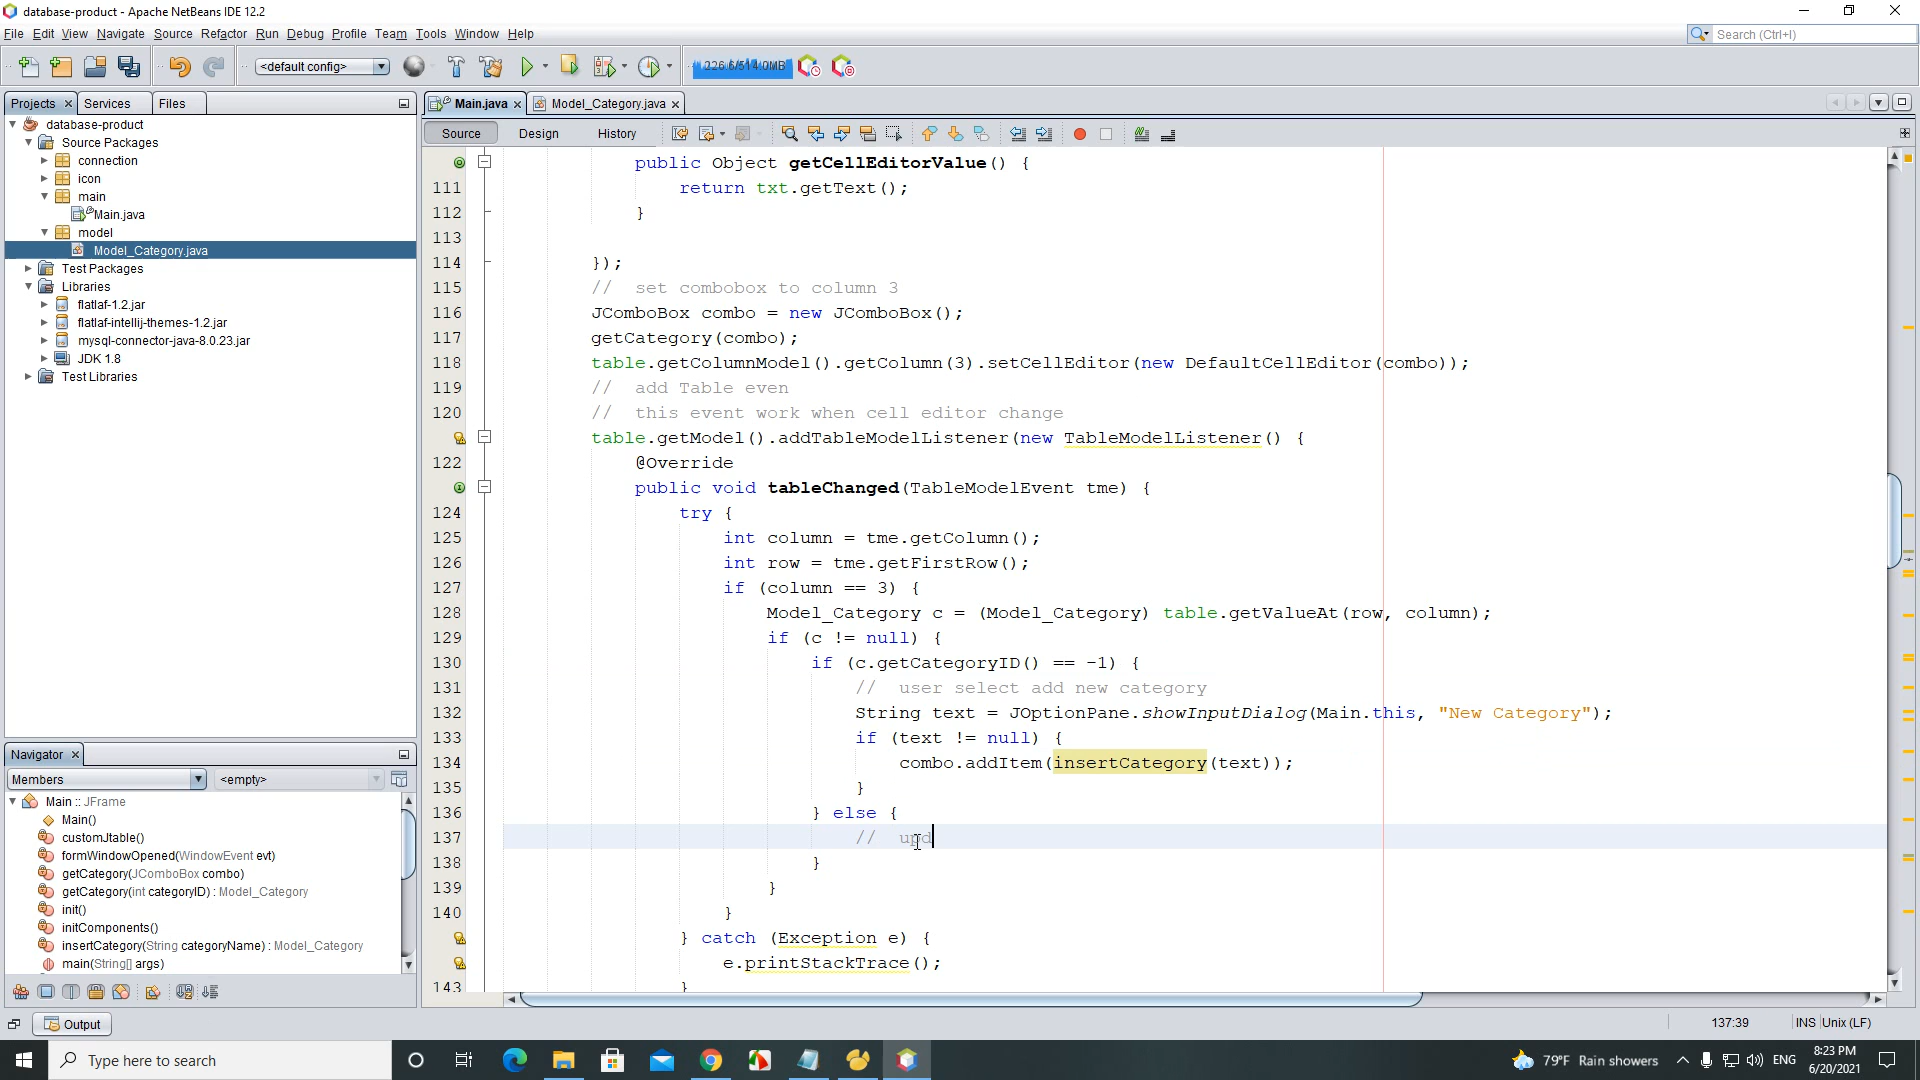 database-product - Apache NetBeans IDE 12.2
File Edit View Navigate Source Refactor Run Debug Profile Team Tools Window Help
Search (Ctrl+I)
<default config>
226.6/514.0MB
Projects Services Files
Main.java Model_Category.java
Source Design History
database-product
Source Packages
connection
icon
main
Main.java
model
Model_Category.java
Test Packages
Libraries
flatlaf-1.2.jar
flatlaf-intellij-themes-1.2.jar
mysql-connector-java-8.0.23.jar
JDK 1.8
Test Libraries
public Object getCellEditorValue() {
111 return txt.getText();
112 }
113
114 });
115 // set combobox to column 3
116 JComboBox combo = new JComboBox();
117 getCategory(combo);
118 table.getColumnModel().getColumn(3).setCellEditor(new DefaultCellEditor(combo));
119 // add Table even
120 // this event work when cell editor change
table.getModel().addTableModelListener(new TableModelListener() {
122 @Override
public void tableChanged(TableModelEvent tme) {
124 try {
125 int column = tme.getColumn();
126 int row = tme.getFirstRow();
127 if (column == 3) {
128 Model_Category c = (Model_Category) table.getValueAt(row, column);
129 if (c != null) {
130 if (c.getCategoryID() == -1) {
131 // user select add new category
132 String text = JOptionPane.showInputDialog(Main.this, "New Category");
133 if (text != null) {
134 combo.addItem(insertCategory(text));
135 }
136 } else {
137 // upd
138 }
139 }
140 }
} catch (Exception e) {
e.printStackTrace();
143 }
Navigator
Members <empty>
Main :: JFrame
Main()
customJtable()
formWindowOpened(WindowEvent evt)
getCategory(JComboBox combo)
getCategory(int categoryID) : Model_Category
init()
initComponents()
insertCategory(String categoryName) : Model_Category
main(String[] args)
Output
137:39 INS Unix (LF)
Type here to search
79°F Rain showers
ENG
8:23 PM
6/20/2021